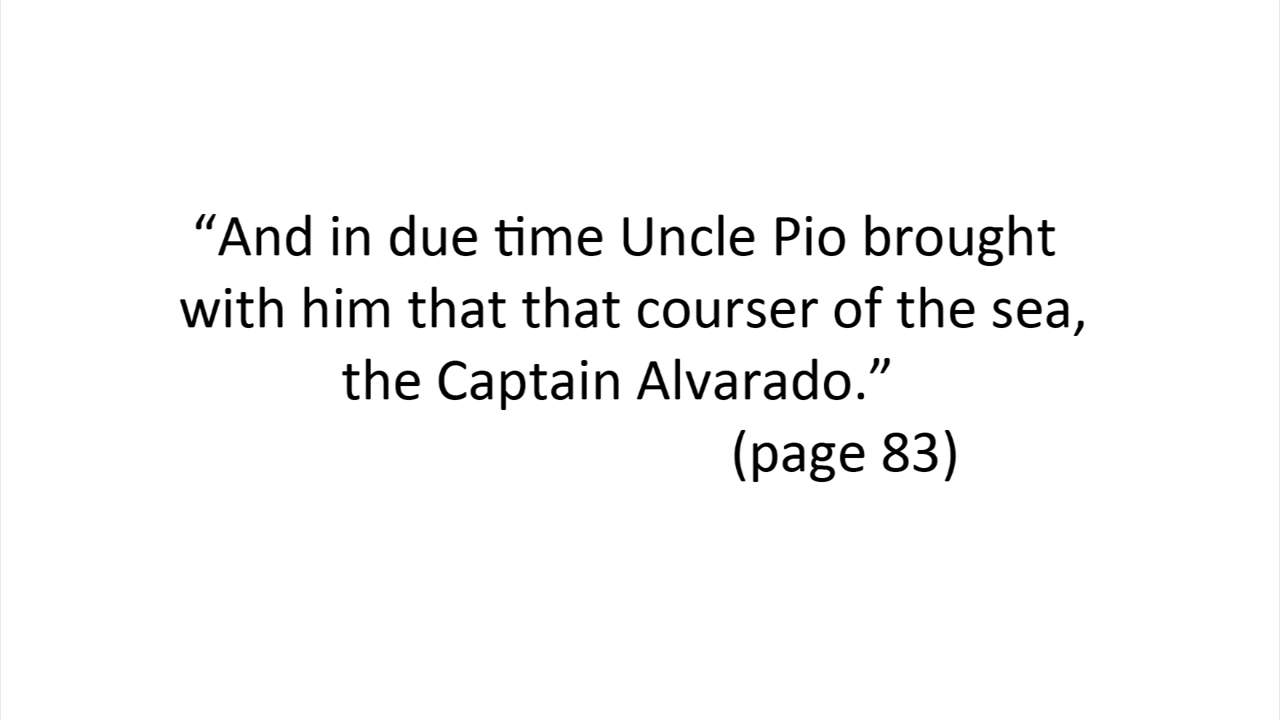 “And in due time Uncle Pio brought
with him that that courser of the sea,
the Captain Alvarado.”
(page 83)